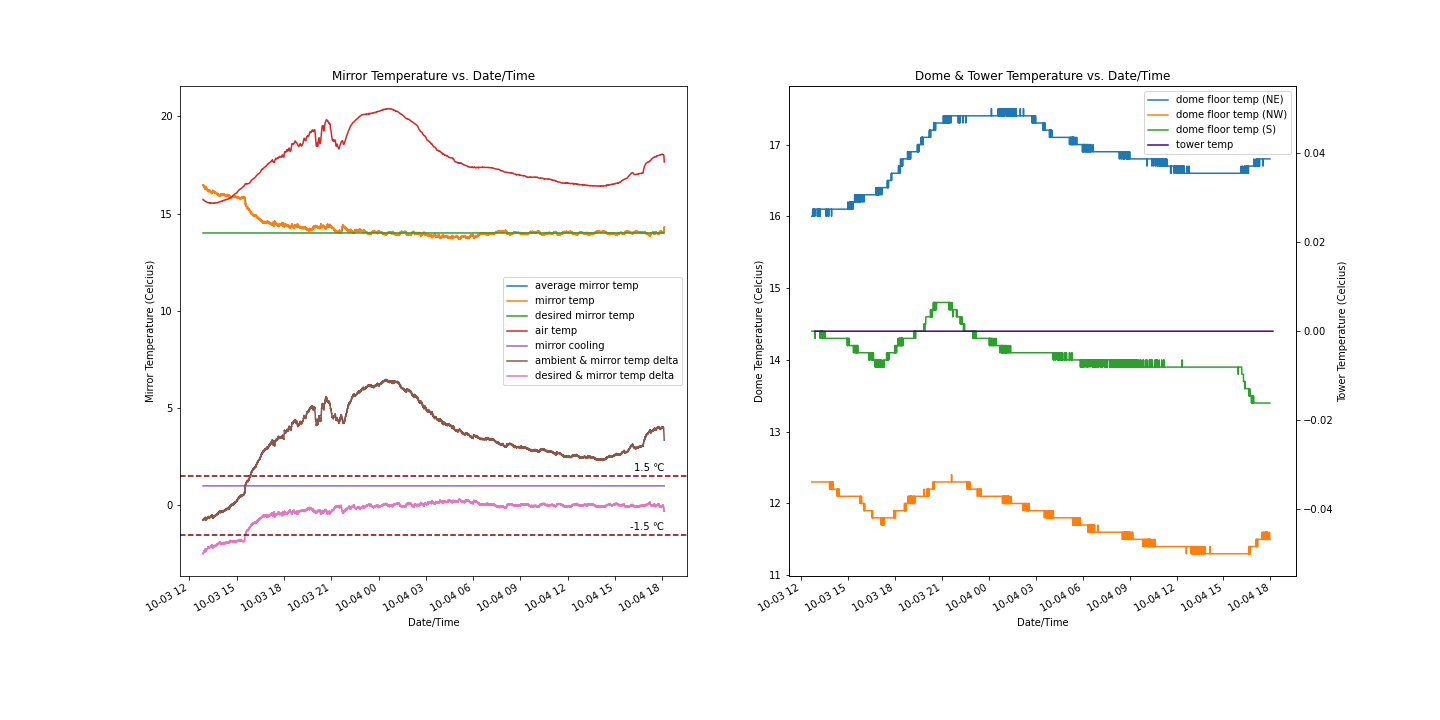 Mirror Temperature vs. Date/Time
20
15
10
5
0
Mirror Temperature (Celcius)
average mirror temp
mirror temp
desired mirror temp
air temp
mirror cooling
ambient & mirror temp delta
desired & mirror temp delta
1.5 °C
-1.5 °C
10-03 12
10-03 15
10-03 18
10-03 21
10-04 00
10-04 03
10-04 06
10-04 09
10-04 12
10-04 15
10-04 18
Date/Time
Dome & Tower Temperature vs. Date/Time
17
16
15
14
13
12
11
Dome Temperature (Celcius)
dome floor temp (NE)
dome floor temp (NW)
dome floor temp (S)
tower temp
0.04
0.02
0.00
−0.02
−0.04
Tower Temperature (Celcius)
10-03 12
10-03 15
10-03 18
10-03 21
10-04 00
10-04 03
10-04 06
10-04 09
10-04 12
10-04 15
10-04 18
Date/Time